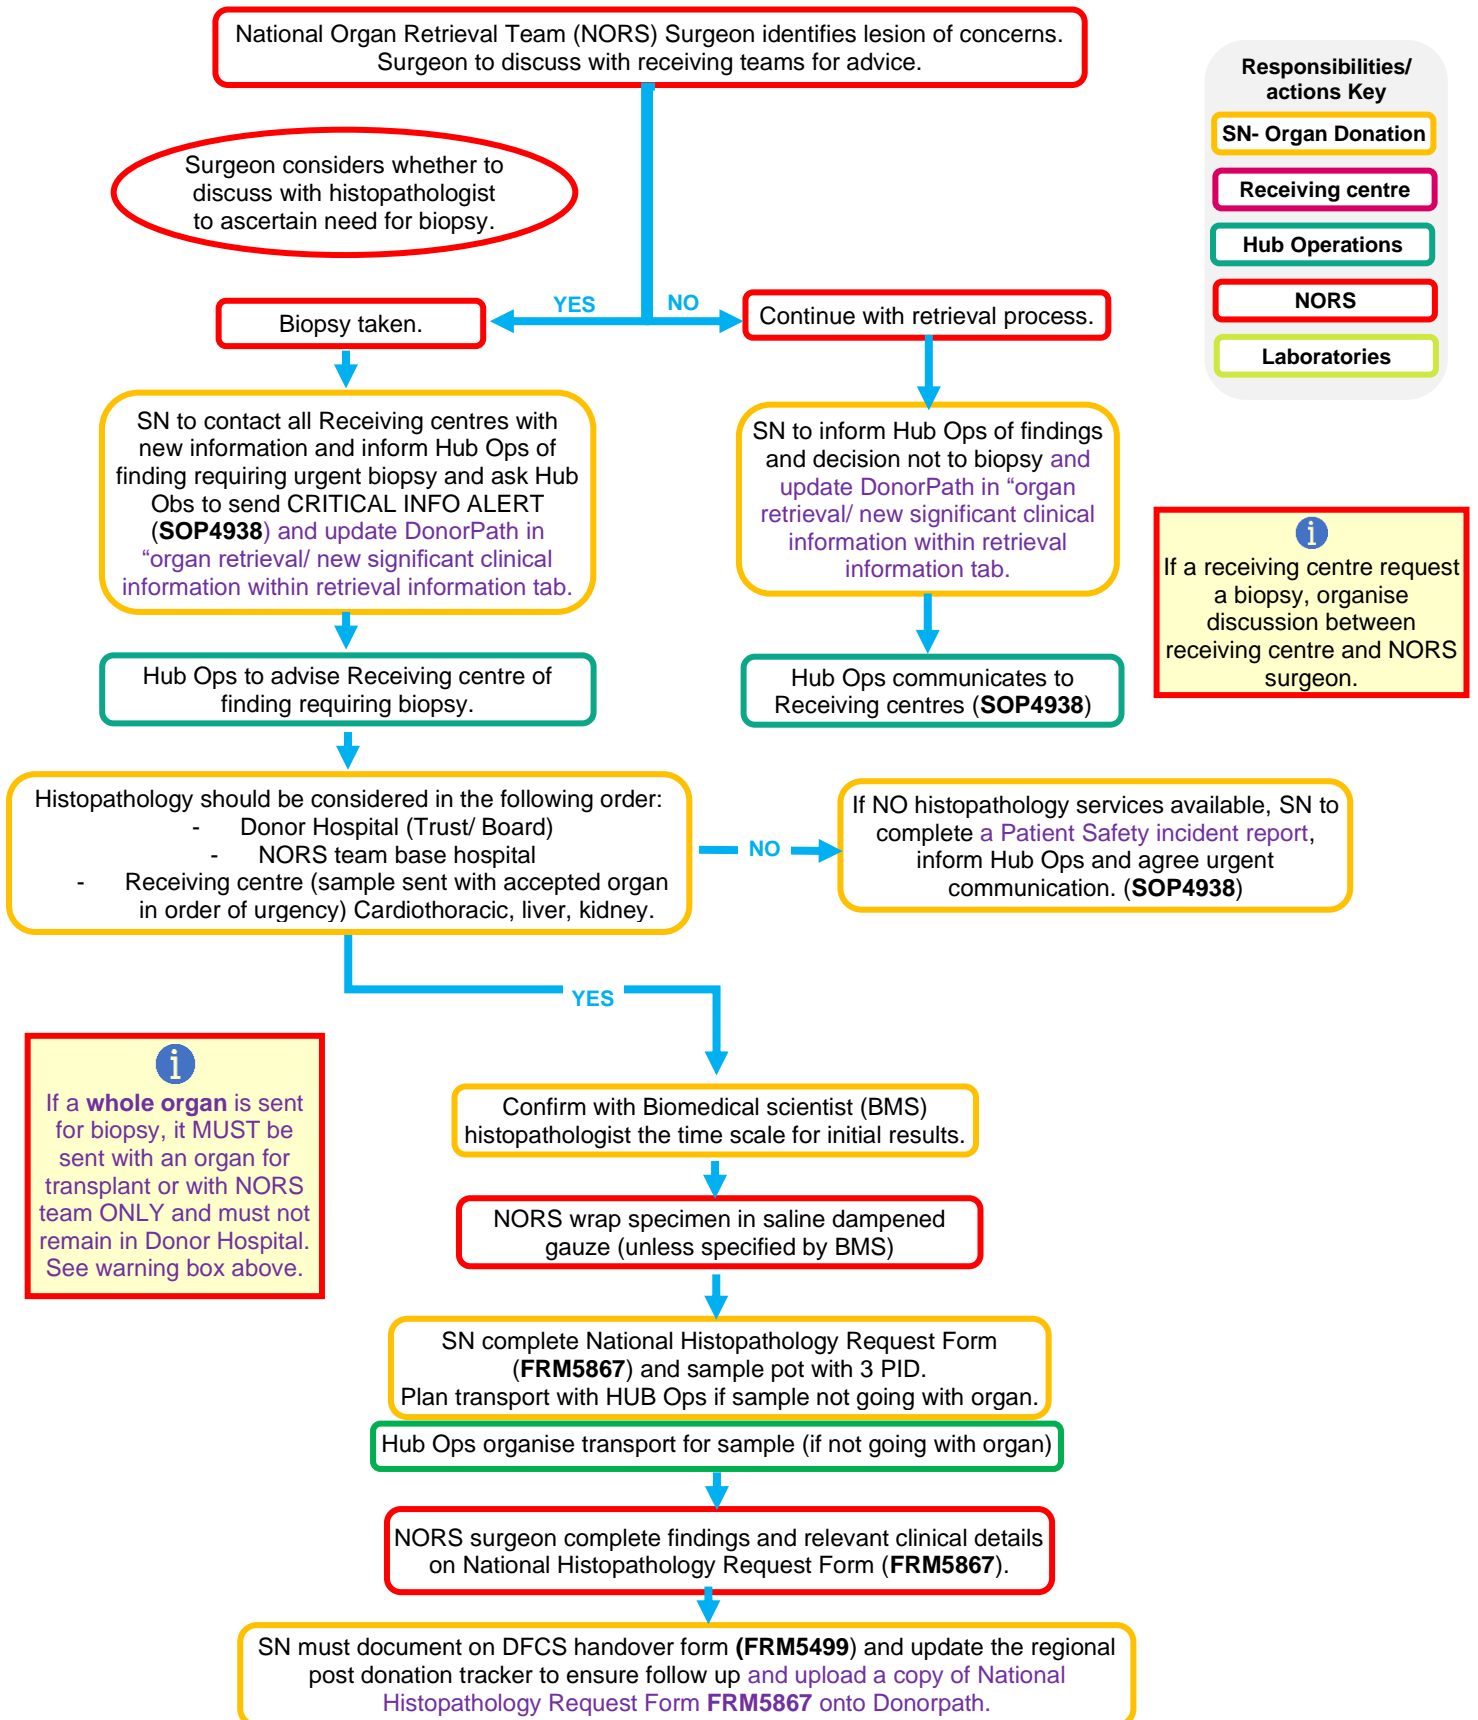 National Organ Retrieval Team (NORS) Surgeon identifies lesion of concerns.
Surgeon to discuss with receiving teams for advice.
Responsibilities/
actions Key
SN- Organ Donation
Receiving centre
Hub Operations
NORS
Laboratories
Surgeon considers whether to
discuss with histopathologist
to ascertain need for biopsy.
YES
NO
Biopsy taken.
Continue with retrieval process.
SN to contact all Receiving centres with
new information and inform Hub Ops of
finding requiring urgent biopsy and ask Hub
Obs to send CRITICAL INFO ALERT
(SOP4938) and update DonorPath in
“organ retrieval/ new significant clinical
information within retrieval information tab.
SN to inform Hub Ops of findings
and decision not to biopsy and
update DonorPath in “organ
retrieval/ new significant clinical
information within retrieval
information tab.
i
If a receiving centre request
a biopsy, organise
discussion between
receiving centre and NORS
surgeon.
Hub Ops to advise Receiving centre of
finding requiring biopsy.
Hub Ops communicates to
Receiving centres (SOP4938)
Histopathology should be considered in the following order:
- Donor Hospital (Trust/ Board)
- NORS team base hospital
- Receiving centre (sample sent with accepted organ
in order of urgency) Cardiothoracic, liver, kidney.
NO
If NO histopathology services available, SN to
complete a Patient Safety incident report,
inform Hub Ops and agree urgent
communication. (SOP4938)
YES
i
If a whole organ is sent
for biopsy, it MUST be
sent with an organ for
transplant or with NORS
team ONLY and must not
remain in Donor Hospital.
See warning box above.
Confirm with Biomedical scientist (BMS)
histopathologist the time scale for initial results.
NORS wrap specimen in saline dampened
gauze (unless specified by BMS)
SN complete National Histopathology Request Form
(FRM5867) and sample pot with 3 PID.
Plan transport with HUB Ops if sample not going with organ.
Hub Ops organise transport for sample (if not going with organ)
NORS surgeon complete findings and relevant clinical details
on National Histopathology Request Form (FRM5867).
SN must document on DFCS handover form (FRM5499) and update the regional
post donation tracker to ensure follow up and upload a copy of National
Histopathology Request Form FRM5867 onto Donorpath.